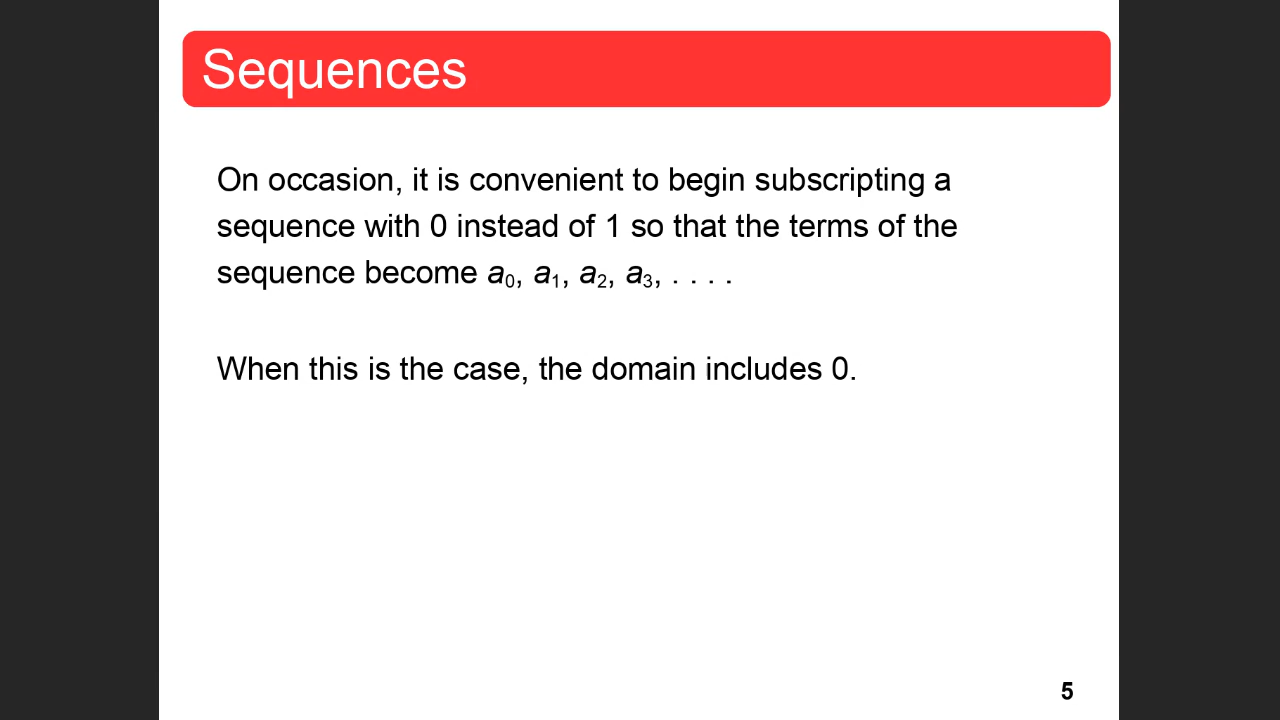 Sequences
On occasion, it is convenient to begin subscripting a
sequence with 0 instead of 1 so that the terms of the
sequence become a₀, a₁, a₂, a₃, . . . .
When this is the case, the domain includes 0.
5